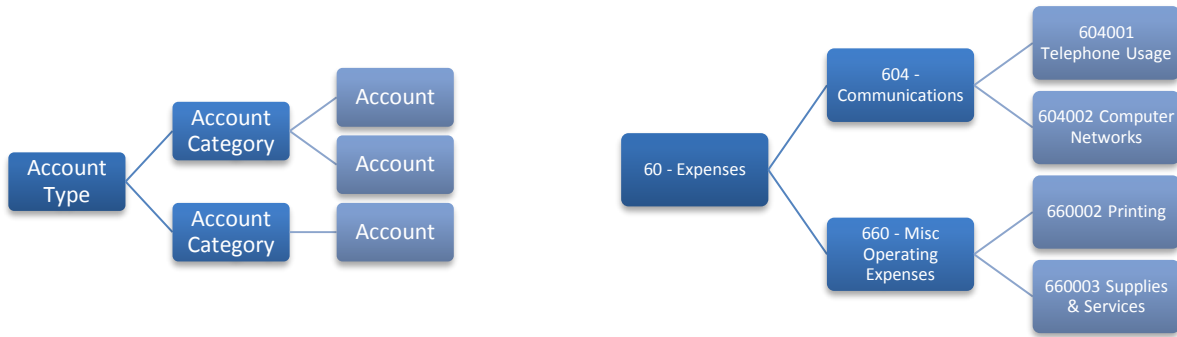 Account
Type
Account
Category
Account
Category
Account
Account
Account
60 - Expenses
604 -
Communications
660 - Misc
Operating
Expenses
604001
Telephone Usage
604002 Computer
Networks
660002 Printing
660003 Supplies
& Services